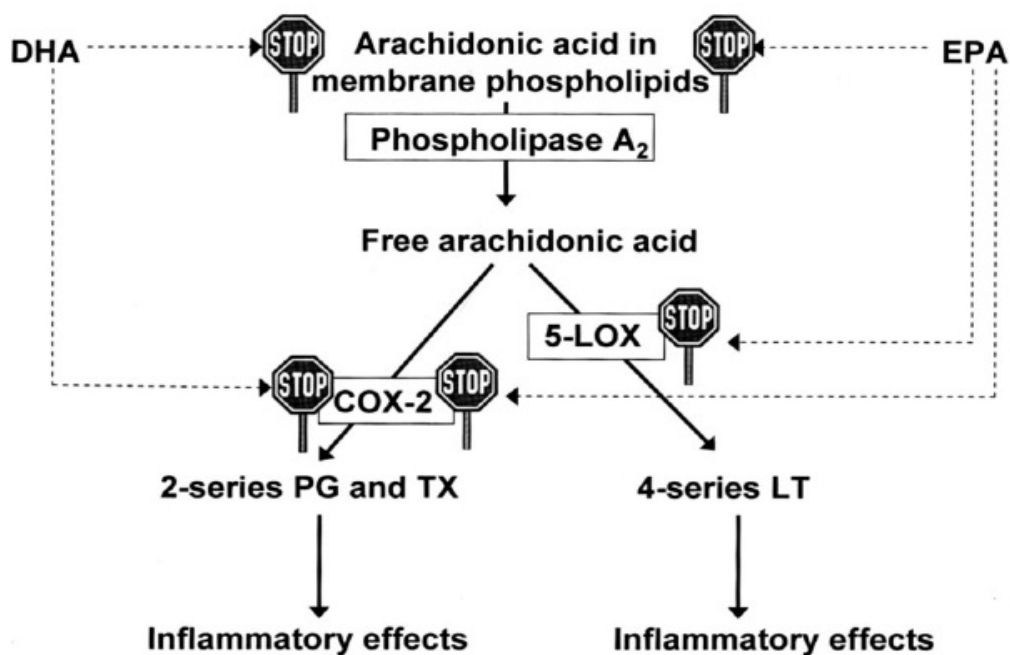 DHA
STOP
Arachidonic acid in
membrane phospholipids
STOP
EPA
Phospholipase A₂
Free arachidonic acid
5-LOX
STOP
STOP
COX-2
STOP
2-series PG and TX
4-series LT
Inflammatory effects
Inflammatory effects